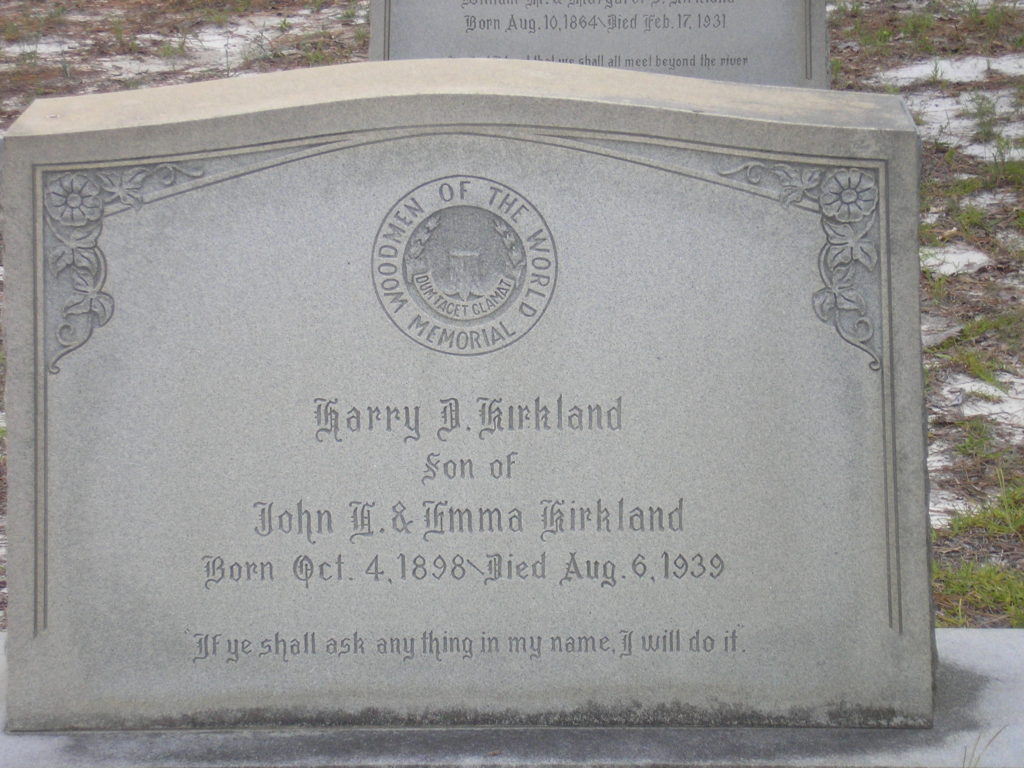 Born Aug. 10, 1864 Died Feb. 17, 1931
we shall all meet beyond the river
WOODMEN OF THE WORLD
MEMORIAL
DUM TACET CLAMAT
Harry D. Kirkland
Son of
John E. & Emma Kirkland
Born Oct. 4, 1898 Died Aug. 6, 1939
"If ye shall ask any thing in my name, I will do it".